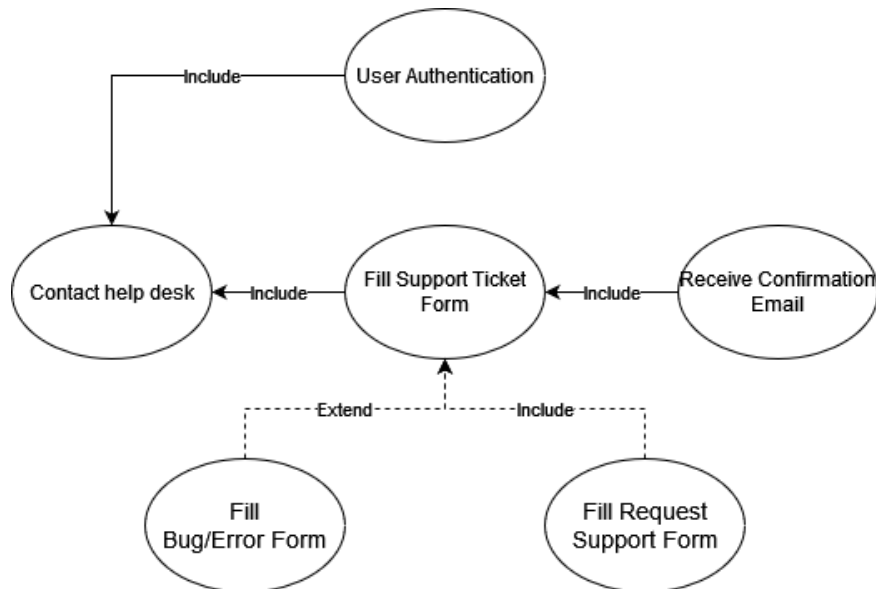 User Authentication
Include
Contact help desk
Include
Fill Support Ticket
Form
Include
Receive Confirmation
Email
Extend
Include
Fill
Bug/Error Form
Fill Request
Support Form